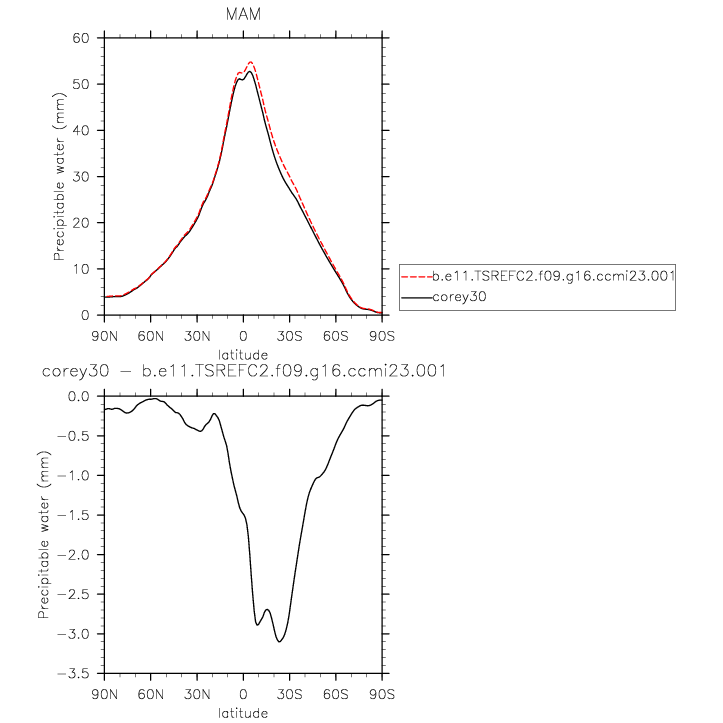 MAM
60
50
40
30
20
10
0
Precipitable water (mm)
90N 60N 30N 0 30S 60S 90S
latitude
b.e11.TSREFC2.f09.g16.ccmi23.001
corey30
corey30 − b.e11.TSREFC2.f09.g16.ccmi23.001
0.0
−0.5
−1.0
−1.5
−2.0
−2.5
−3.0
−3.5
Precipitable water (mm)
90N 60N 30N 0 30S 60S 90S
latitude